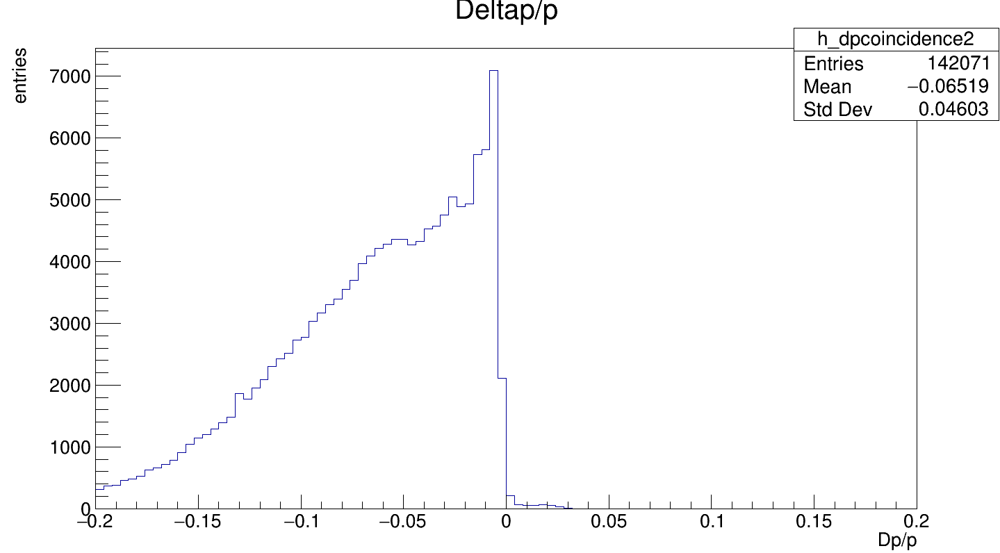 Deltap/p
h_dpcoincidence2
Entries 142071
Mean −0.06519
Std Dev 0.04603
entries
7000
6000
5000
4000
3000
2000
1000
0
−0.2 −0.15 −0.1 −0.05 0 0.05 0.1 0.15 0.2
Dp/p